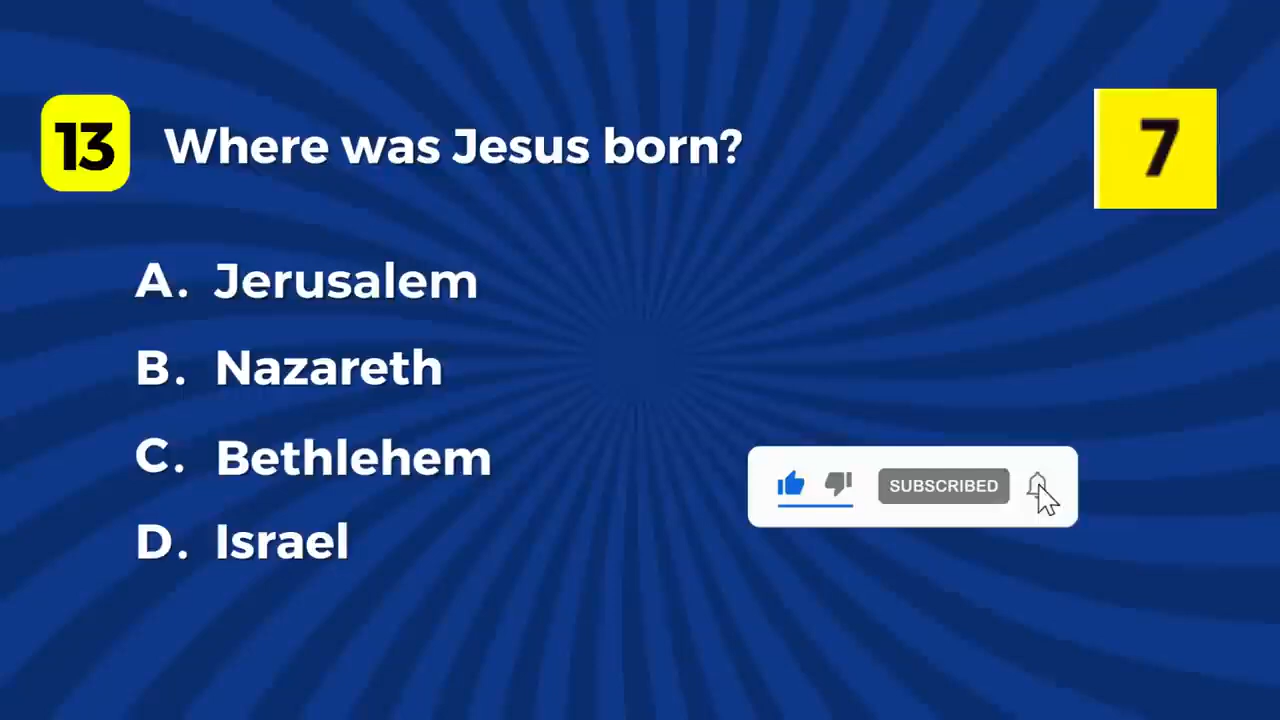 13 Where was Jesus born?
7
A. Jerusalem
B. Nazareth
C. Bethlehem
D. Israel
SUBSCRIBED